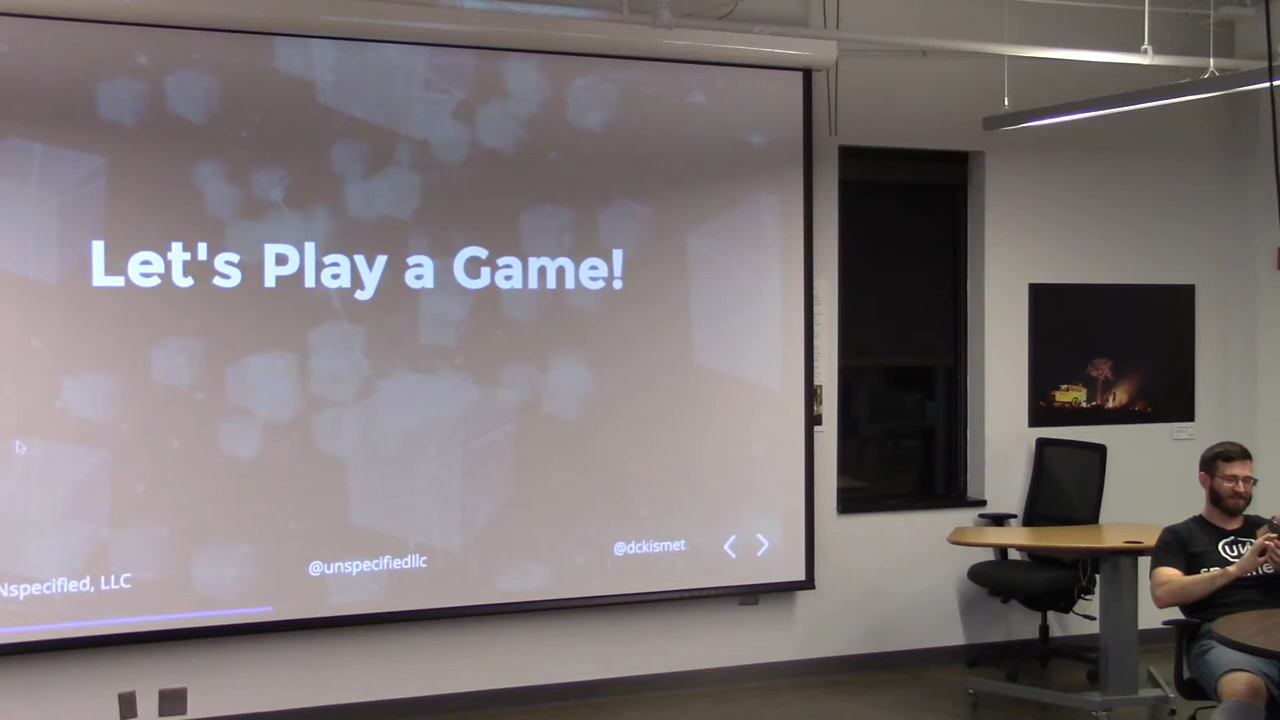 Let's Play a Game!
Nspecified, LLC
@unspecifiedllc
@dckismet